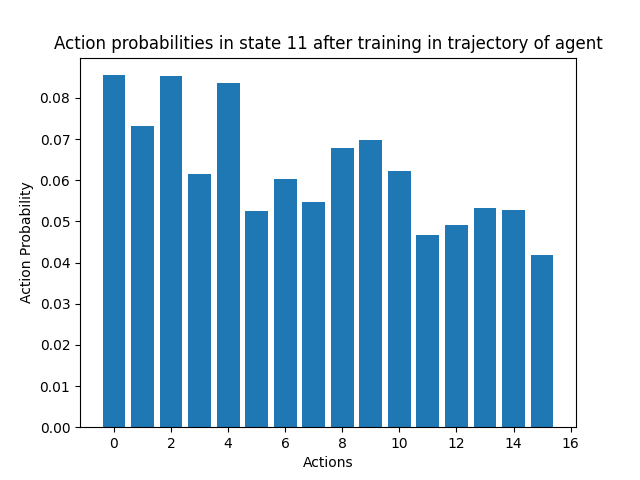 Action probabilities in state 11 after training in trajectory of agent
0.08
0.07
0.06
0.05
0.04
0.03
0.02
0.01
0.00
Action Probability
0 2 4 6 8 10 12 14 16
Actions